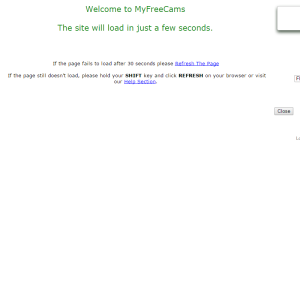 Welcome to MyFreeCams
The site will load in just a few seconds.
If the page fails to load after 30 seconds please Refresh The Page
If the page still doesn't load, please hold your SHIFT key and click REFRESH on your browser or visit
our Help Section.
Close